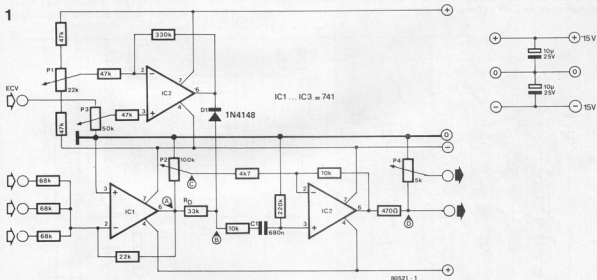 1
47k
330k
P1
47k
22k
ECV
P3
50k
47k
47k
2
3
7
6
4
IC2
D1
1N4148
IC1 ... IC3 = 741
+
0
−
+
15V
10µ
25V
0
10µ
25V
−
15V
68k
68k
68k
3
2
7
6
4
IC1
22k
P2
100k
C
A
RD
33k
B
10k
C1
680n
220k
4k7
10k
2
3
7
6
4
IC2
470Ω
D
P4
5k
+
80521 - 1